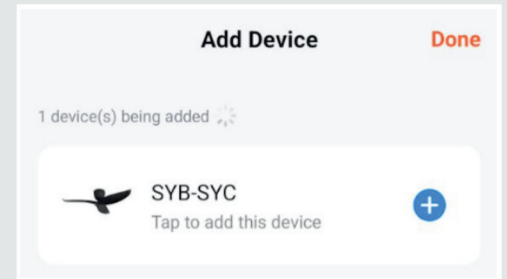 Add Device
Done
1 device(s) being added
SYB-SYC
Tap to add this device